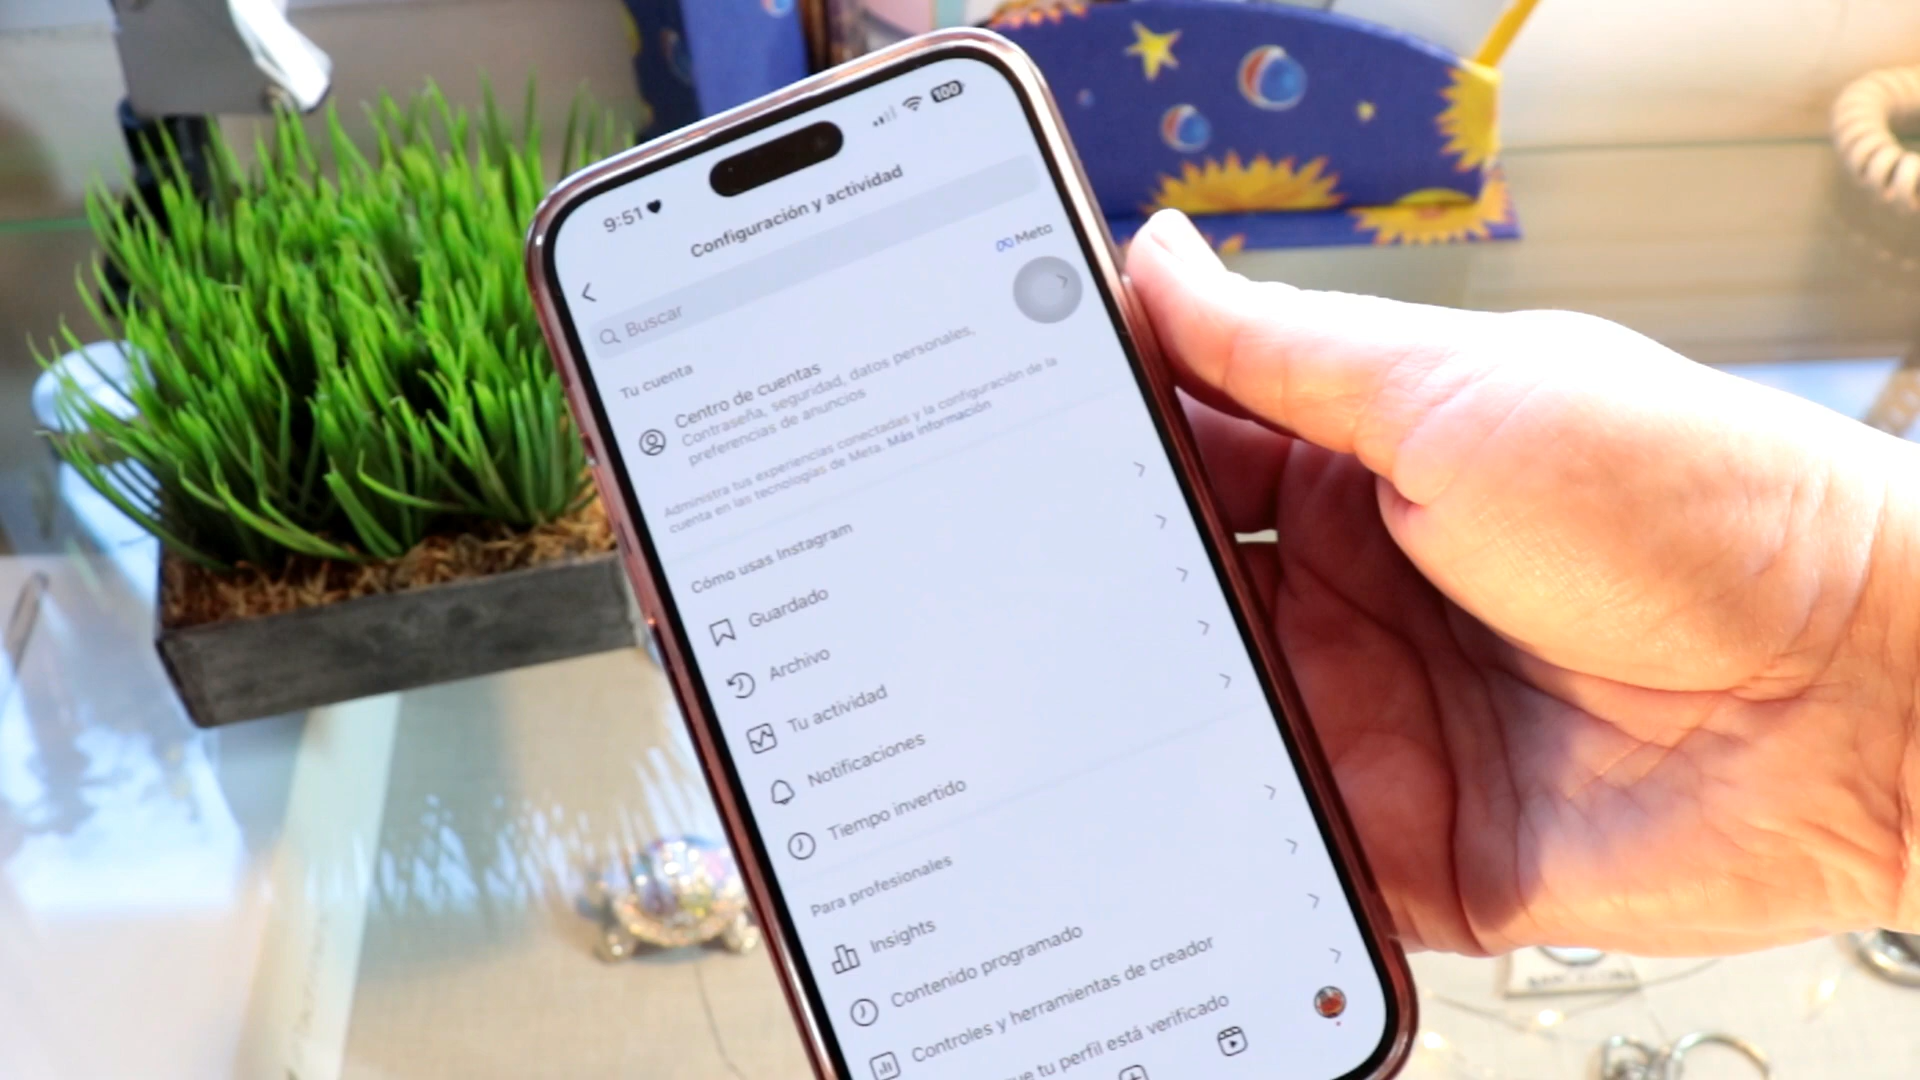 9:51
100
Configuración y actividad
Buscar
Tu cuenta
Meta
Centro de cuentas
Contraseña, seguridad, datos personales,
preferencias de anuncios
Administra tus experiencias conectadas y la configuración de la
cuenta en las tecnologías de Meta. Más información
Cómo usas Instagram
Guardado
Archivo
Tu actividad
Notificaciones
Tiempo invertido
Para profesionales
Insights
Contenido programado
Controles y herramientas de creador
tu perfil está verificado